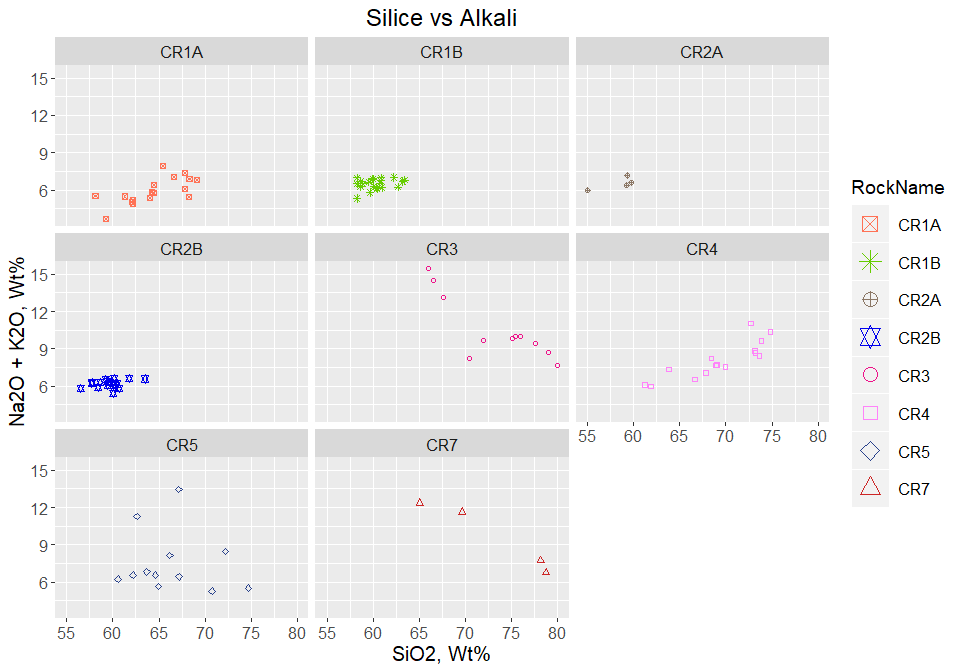 Silice vs Alkali
CR1A CR1B CR2A
15
12
9
6
CR2B CR3 CR4
15
12
9
6
55 60 65 70 75 80
CR5 CR7
15
12
9
6
55 60 65 70 75 80 55 60 65 70 75 80
SiO2, Wt%
Na2O + K2O, Wt%
RockName
CR1A
CR1B
CR2A
CR2B
CR3
CR4
CR5
CR7